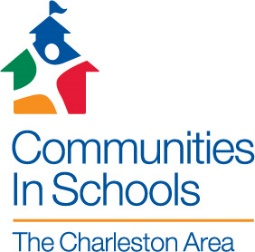 Communities
In Schools
The Charleston Area